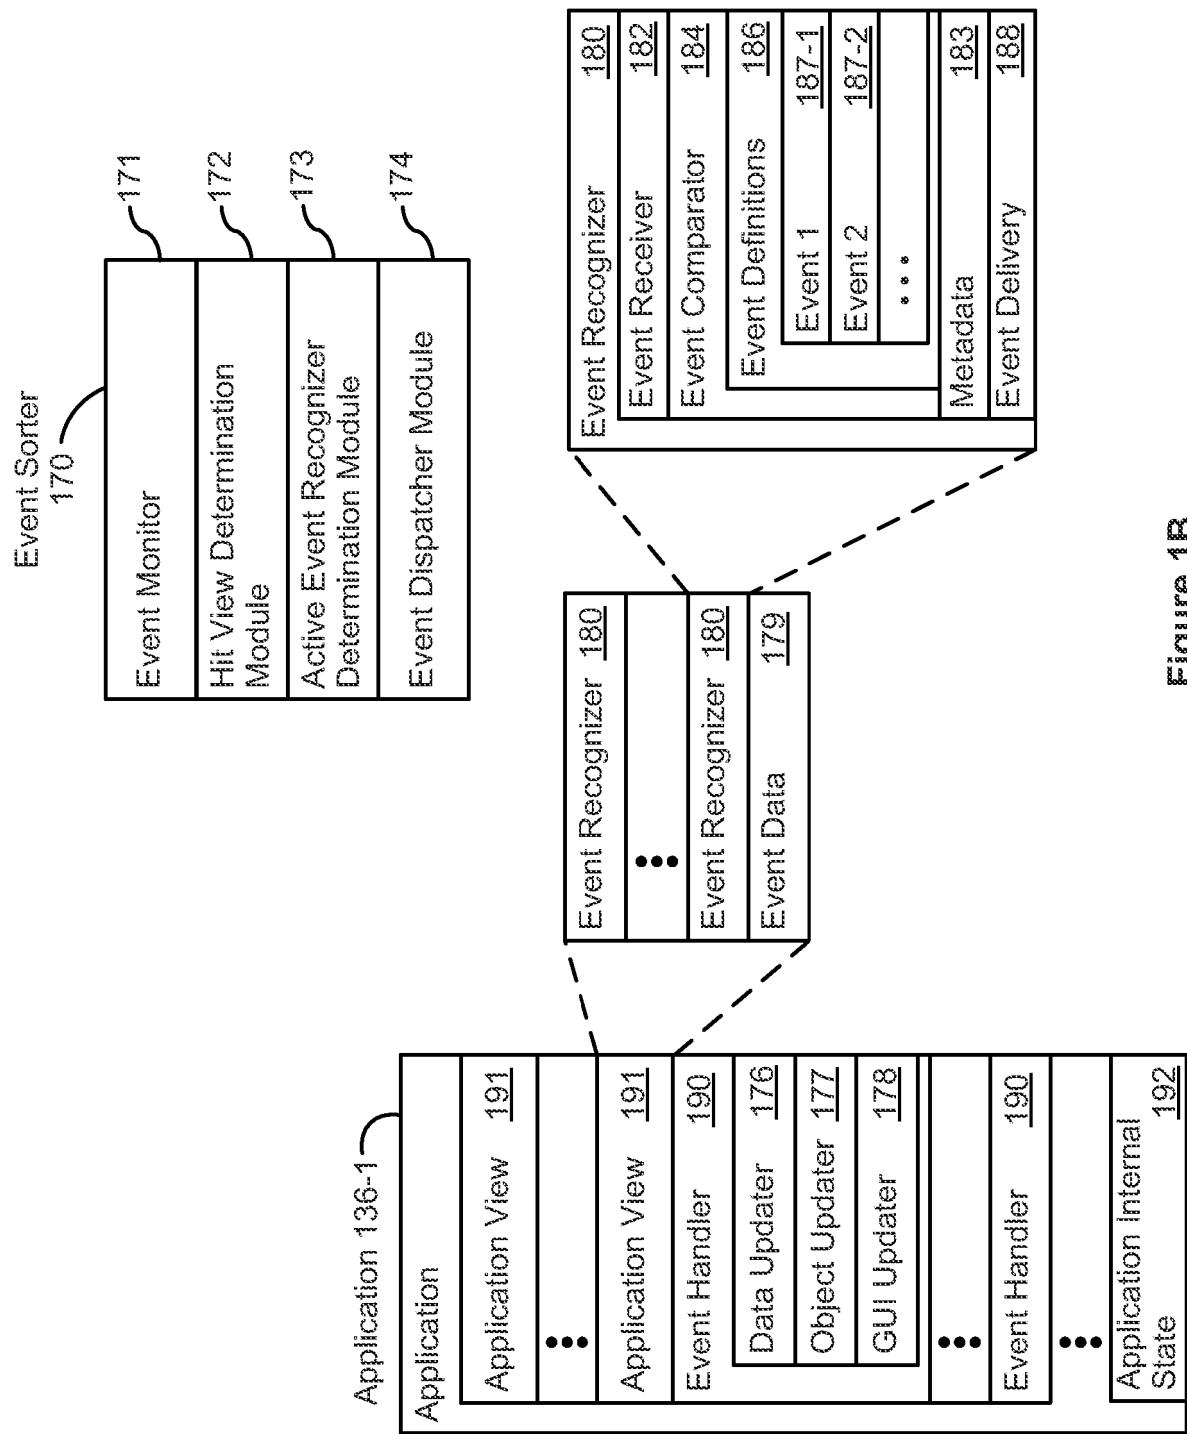 Event Sorter
170
Event Monitor
171
Hit View Determination
Module
172
Active Event Recognizer
Determination Module
173
Event Dispatcher Module
174
Application 136-1
Application
Application View 191
•••
Application View 191
Event Handler 190
Data Updater 176
Object Updater 177
GUI Updater 178
•••
Event Handler 190
•••
Application Internal
State 192
Event Recognizer 180
•••
Event Recognizer 180
Event Data 179
Event Recognizer 180
Event Receiver 182
Event Comparator 184
Event Definitions 186
Event 1 187-1
Event 2 187-2
•••
Metadata 183
Event Delivery 188
Figure 1B